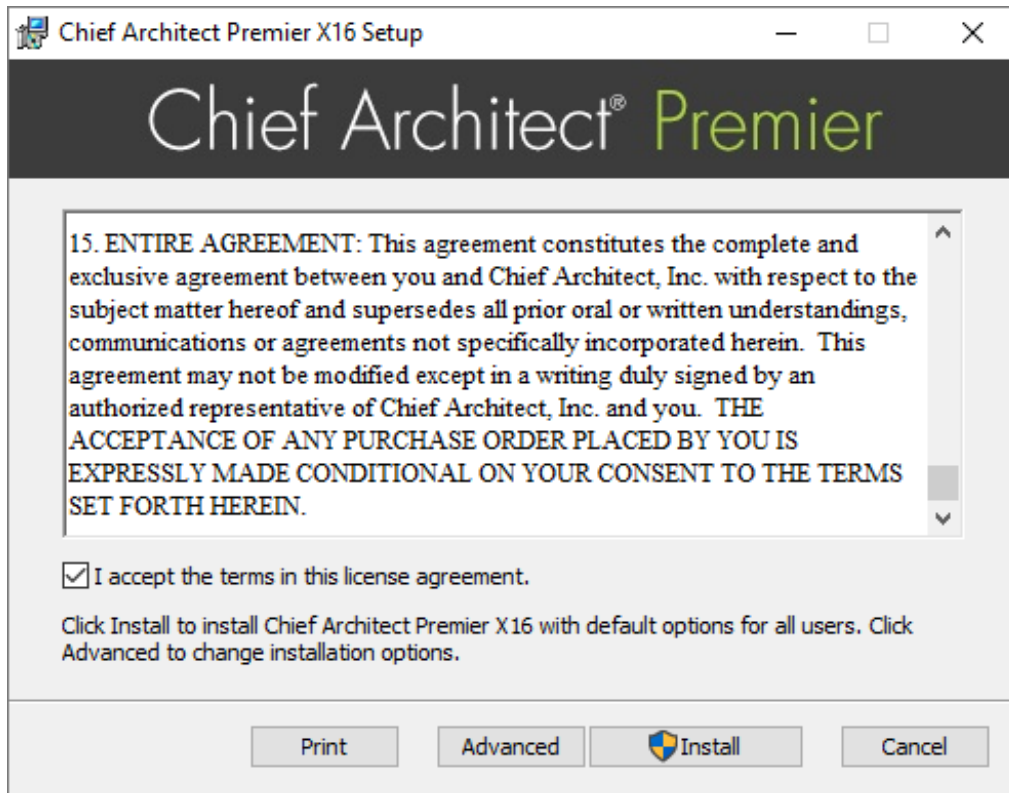 Chief Architect Premier X16 Setup
Chief Architect® Premier
15. ENTIRE AGREEMENT: This agreement constitutes the complete and
exclusive agreement between you and Chief Architect, Inc. with respect to the
subject matter hereof and supersedes all prior oral or written understandings,
communications or agreements not specifically incorporated herein.  This
agreement may not be modified except in a writing duly signed by an
authorized representative of Chief Architect, Inc. and you.  THE
ACCEPTANCE OF ANY PURCHASE ORDER PLACED BY YOU IS
EXPRESSLY MADE CONDITIONAL ON YOUR CONSENT TO THE TERMS
SET FORTH HEREIN.
I accept the terms in this license agreement.
Click Install to install Chief Architect Premier X16 with default options for all users. Click
Advanced to change installation options.
Print Advanced Install Cancel